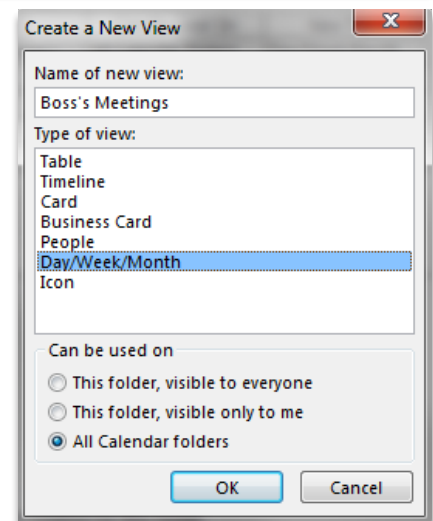 Create a New View
Name of new view:
Boss's Meetings
Type of view:
Table
Timeline
Card
Business Card
People
Day/Week/Month
Icon
Can be used on
This folder, visible to everyone
This folder, visible only to me
All Calendar folders
OK Cancel